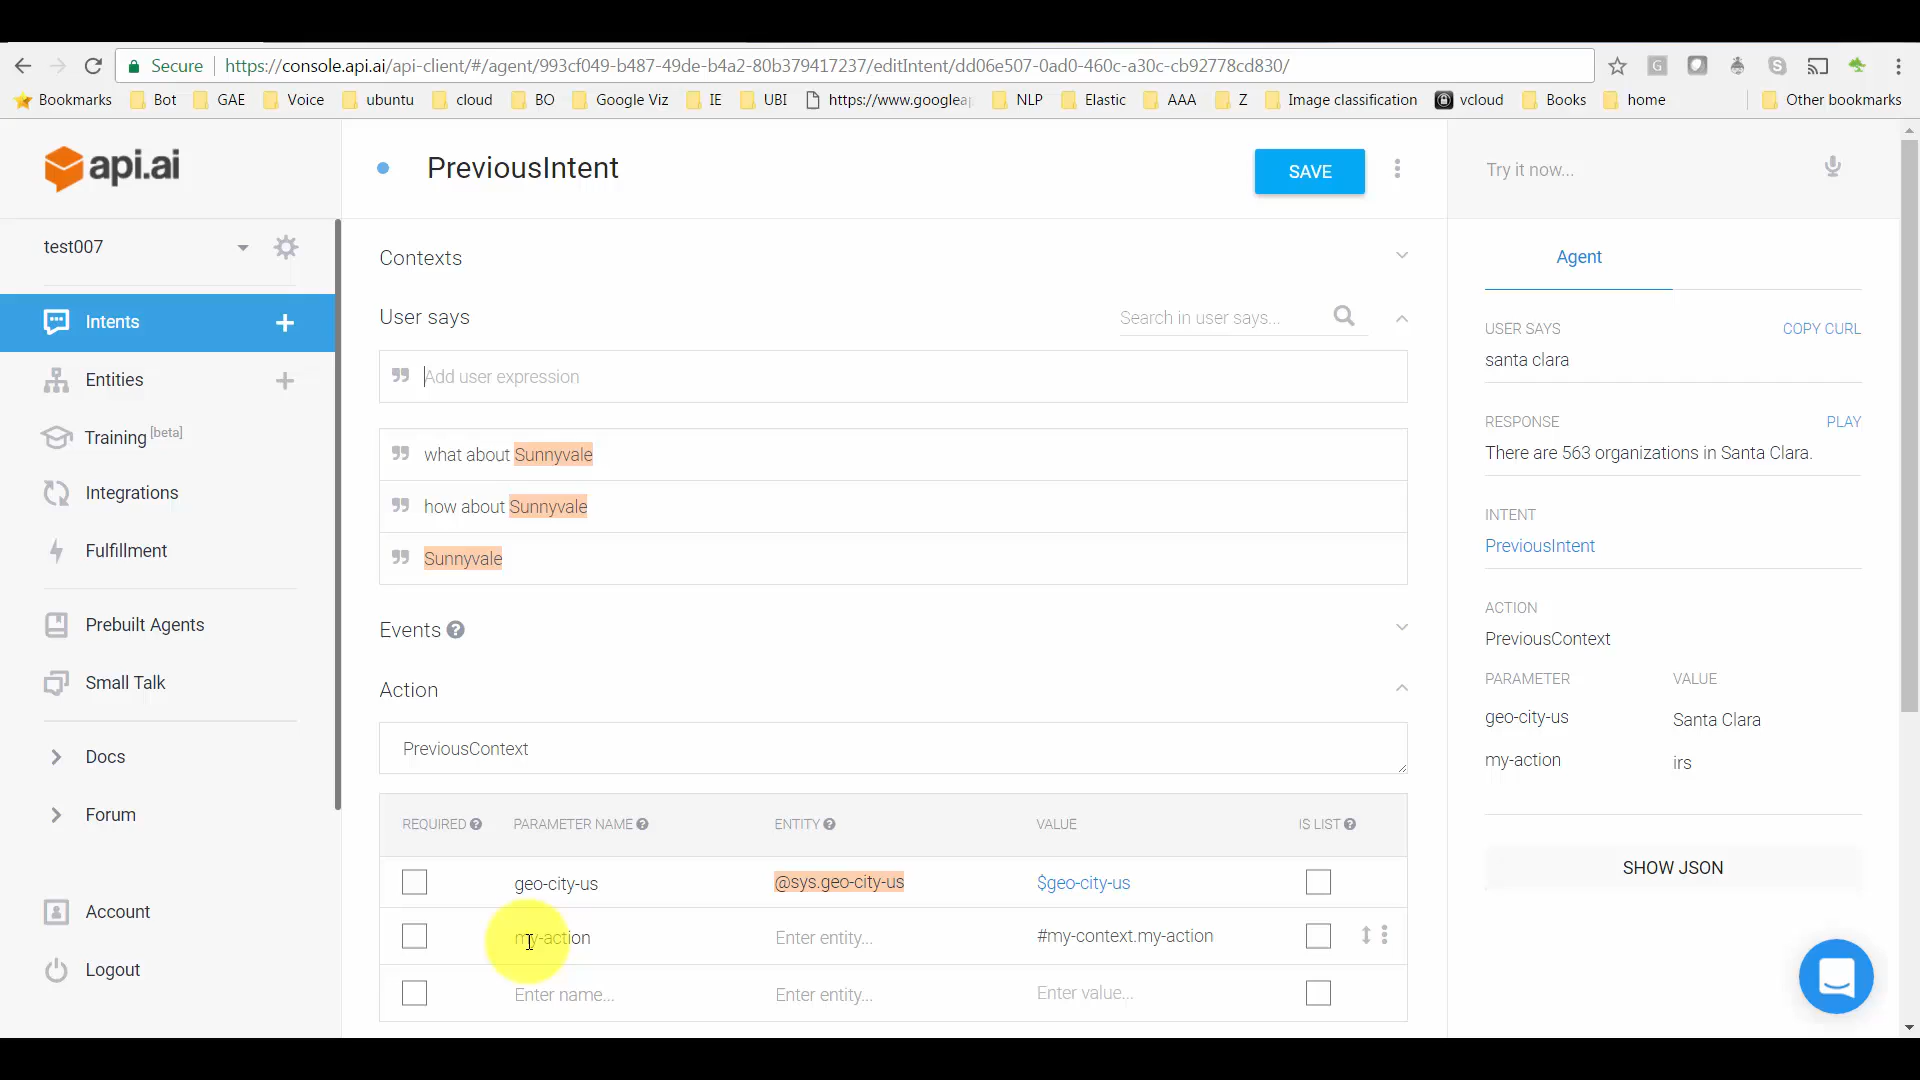 Secure https://console.api.ai/api-client/#/agent/993cf049-b487-49de-b4a2-80b379417237/editIntent/dd06e507-0ad0-460c-a30c-cb92778cd830/
Bookmarks Bot GAE Voice ubuntu cloud BO Google Viz IE UBI https://www.googleap NLP Elastic AAA Z Image classification vcloud Books home Other bookmarks
api.ai
PreviousIntent
SAVE
Try it now...
test007
Intents
Entities
Training [beta]
Integrations
Fulfillment
Prebuilt Agents
Small Talk
Docs
Forum
Account
Logout
Contexts
User says
Search in user says...
Add user expression
what about Sunnyvale
how about Sunnyvale
Sunnyvale
Events
Action
PreviousContext
REQUIRED PARAMETER NAME ENTITY VALUE IS LIST
geo-city-us @sys.geo-city-us $geo-city-us
my-action Enter entity... #my-context.my-action
Enter name... Enter entity... Enter value...
Agent
USER SAYS COPY CURL
santa clara
RESPONSE PLAY
There are 563 organizations in Santa Clara.
INTENT
PreviousIntent
ACTION
PreviousContext
PARAMETER VALUE
geo-city-us Santa Clara
my-action irs
SHOW JSON